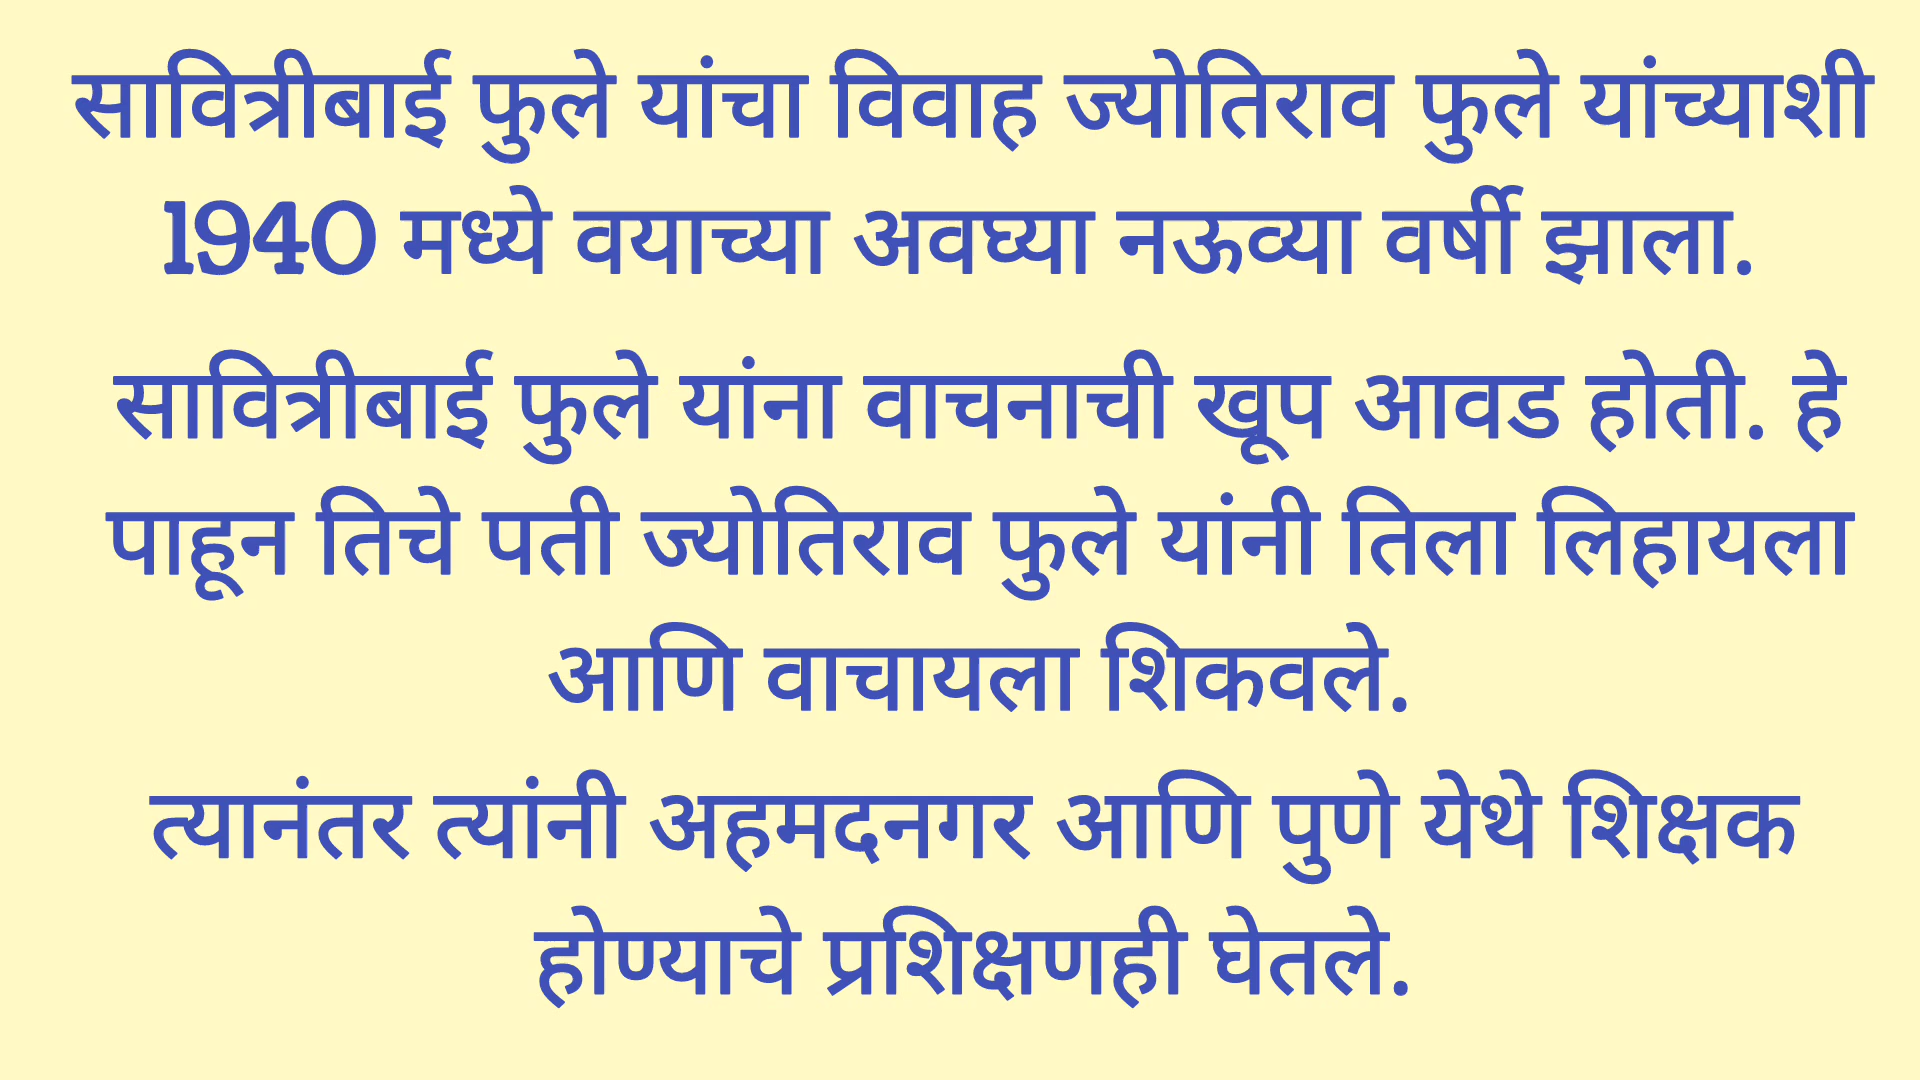 सावित्रीबाई फुले यांचा विवाह ज्योतिराव फुले यांच्याशी
1940 मध्ये वयाच्या अवघ्या नऊव्या वर्षी झाला.
सावित्रीबाई फुले यांना वाचनाची खूप आवड होती. हे
पाहून तिचे पती ज्योतिराव फुले यांनी तिला लिहायला
आणि वाचायला शिकवले.
त्यानंतर त्यांनी अहमदनगर आणि पुणे येथे शिक्षक
होण्याचे प्रशिक्षणही घेतले.